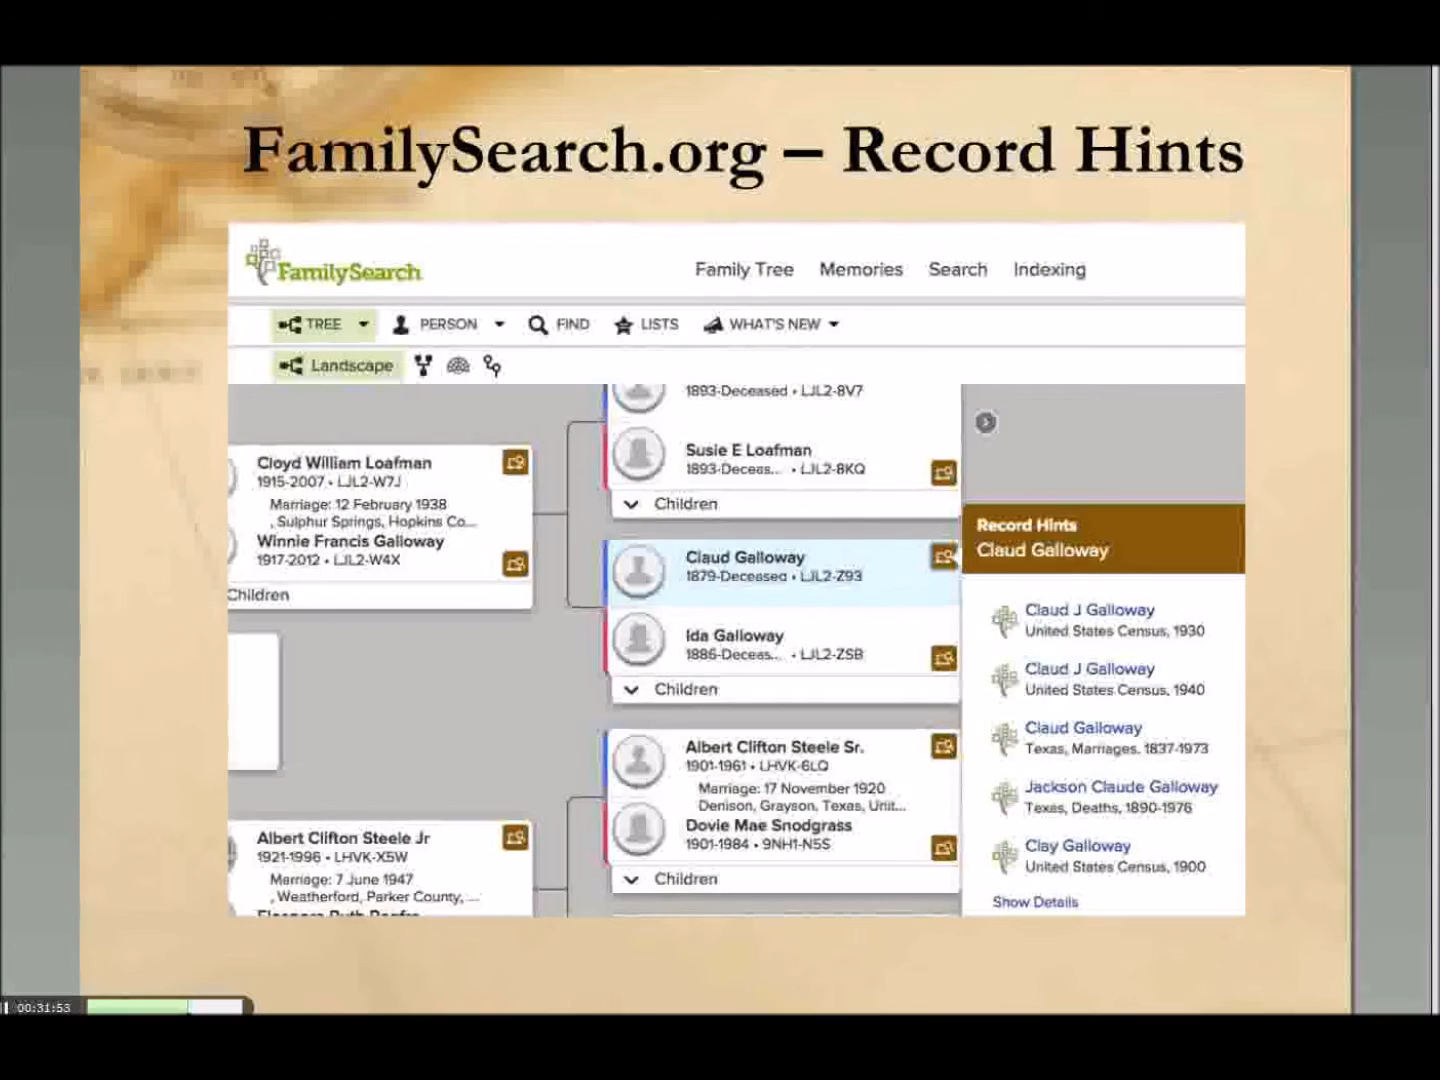 FamilySearch.org – Record Hints
FamilySearch
Family Tree Memories Search Indexing
TREE PERSON FIND LISTS WHAT'S NEW
Landscape
Cloyd William Loafman
1915-2007 • LJL2-W7J
Marriage: 12 February 1938
, Sulphur Springs, Hopkins Co...
Winnie Francis Galloway
1917-2012 • LJL2-W4X
Children
Albert Clifton Steele Jr
1921-1996 • LHVK-X5W
Marriage: 7 June 1947
, Weatherford, Parker County, ...
1893-Deceased • LJL2-8V7
Susie E Loafman
1893-Deceas... • LJL2-8KQ
Children
Claud Galloway
1879-Deceased • LJL2-Z93
Ida Galloway
1886-Deceas... • LJL2-ZSB
Children
Albert Clifton Steele Sr.
1901-1961 • LHVK-6LQ
Marriage: 17 November 1920
Denison, Grayson, Texas, Unit...
Dovie Mae Snodgrass
1901-1984 • 9NH1-N5S
Children
Record Hints
Claud Galloway
Claud J Galloway
United States Census, 1930
Claud J Galloway
United States Census, 1940
Claud Galloway
Texas, Marriages, 1837-1973
Jackson Claude Galloway
Texas, Deaths, 1890-1976
Clay Galloway
United States Census, 1900
Show Details
00:31:53